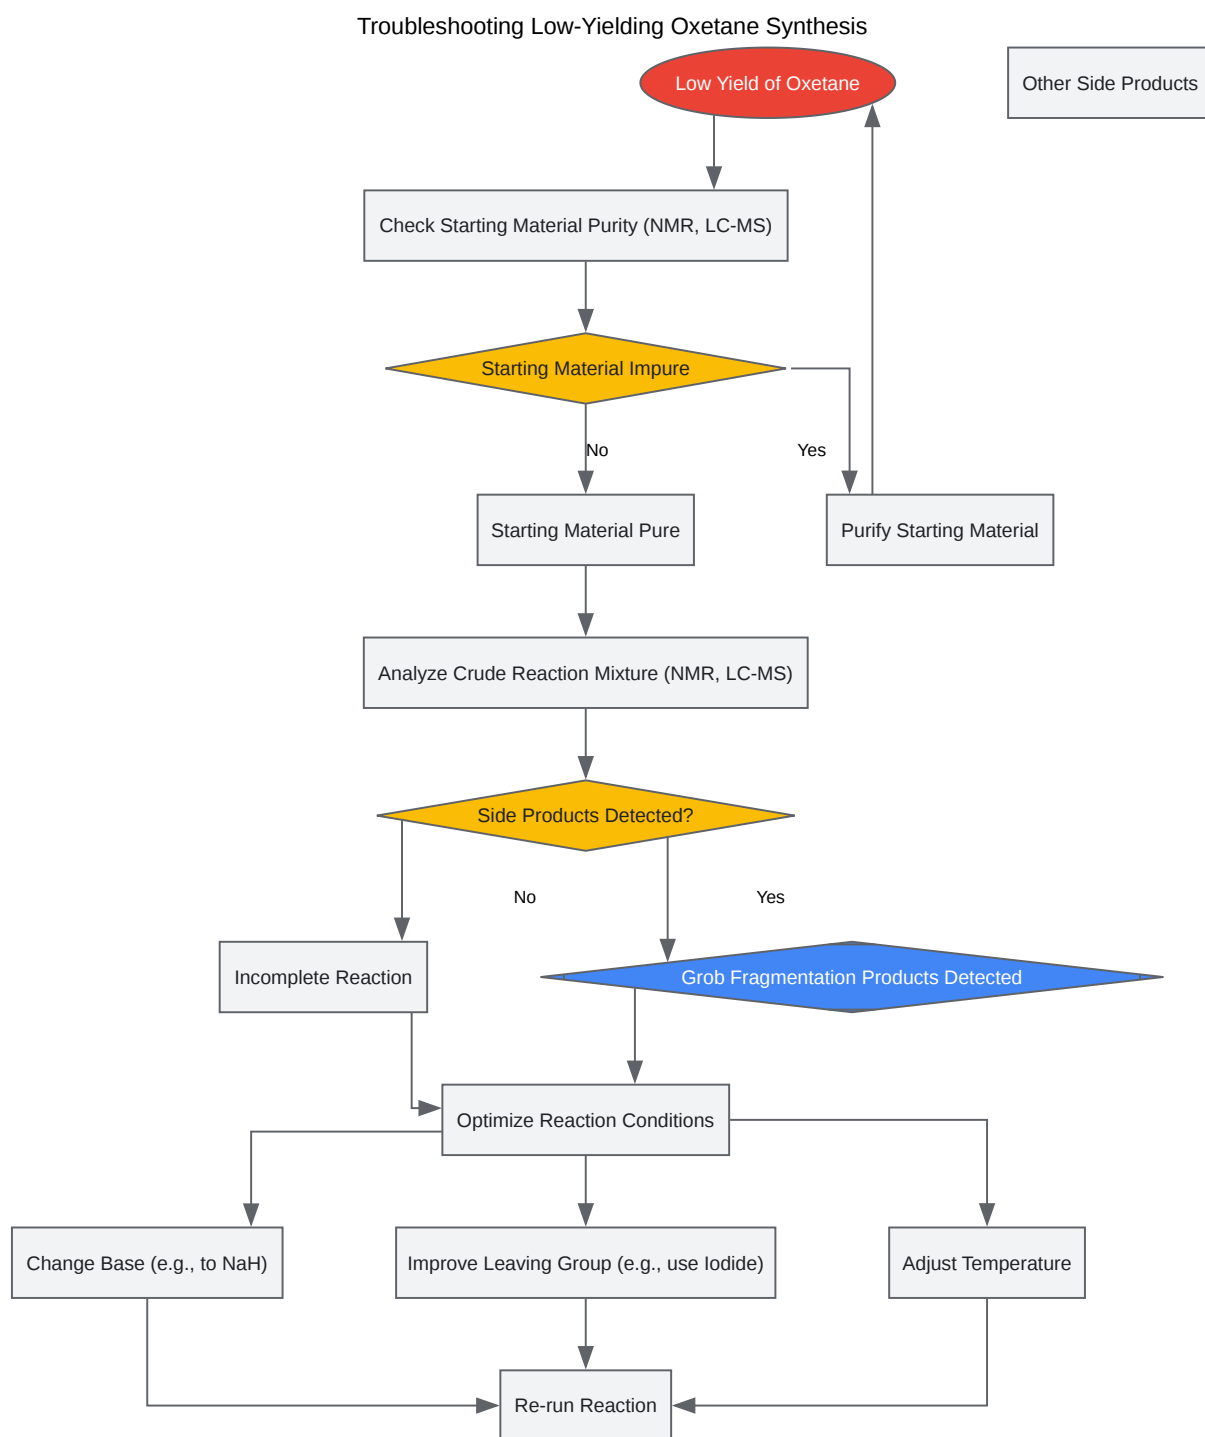 Troubleshooting Low-Yielding Oxetane Synthesis
Low Yield of Oxetane
Other Side Products
Check Starting Material Purity (NMR, LC-MS)
Starting Material Impure
No
Yes
Starting Material Pure
Purify Starting Material
Analyze Crude Reaction Mixture (NMR, LC-MS)
Side Products Detected?
No
Yes
Incomplete Reaction
Grob Fragmentation Products Detected
Optimize Reaction Conditions
Change Base (e.g., to NaH)
Improve Leaving Group (e.g., use Iodide)
Adjust Temperature
Re-run Reaction